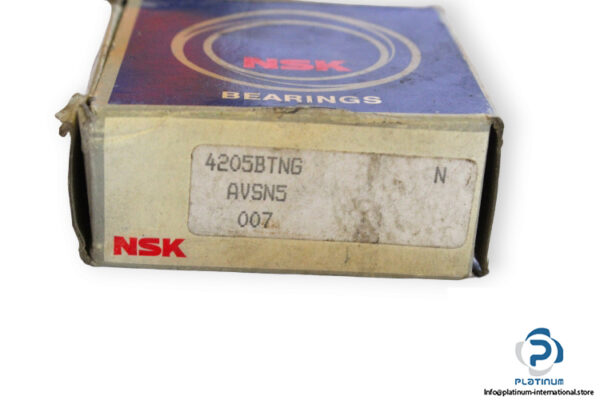 NSK
BEARINGS
4205BTNG N
AVSN5
007
NSK
PLATINUM
Info@platinum-international.store